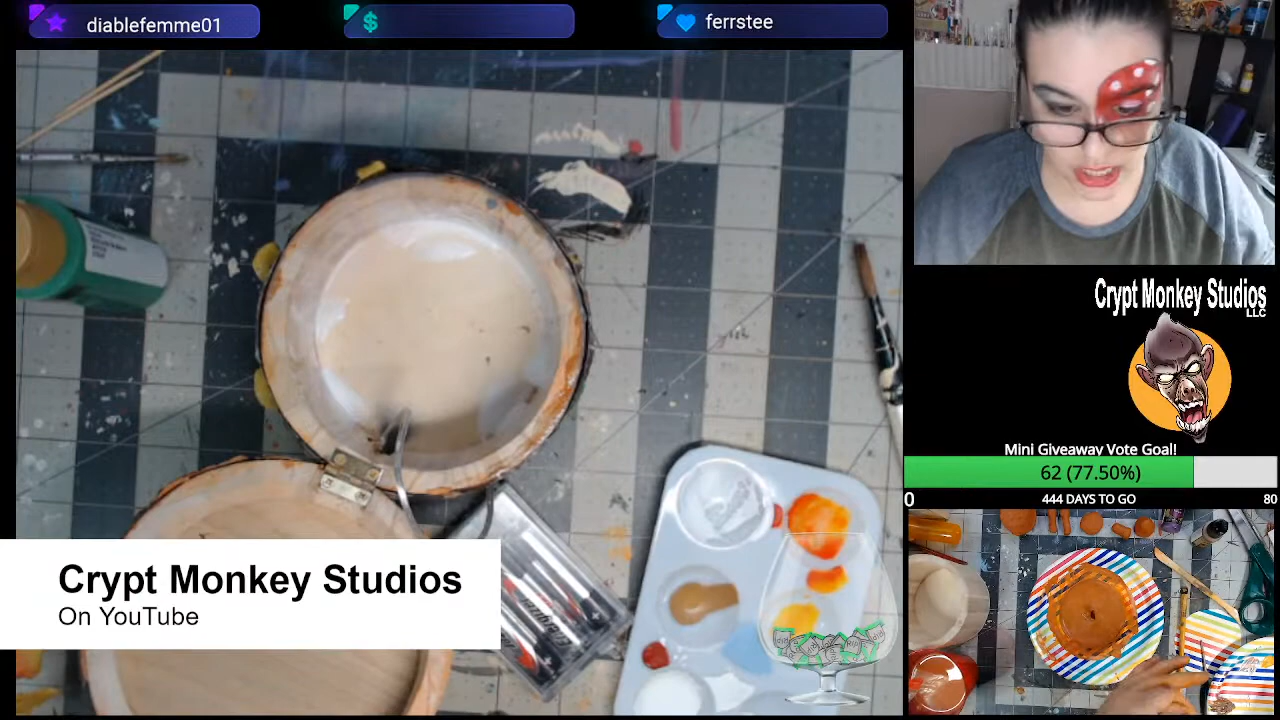 diablefemme01
$
ferrstee
Crypt Monkey Studios
LLC
Mini Giveaway Vote Goal!
62 (77.50%)
0
444 DAYS TO GO
80
Crypt Monkey Studios
On YouTube
Energizer